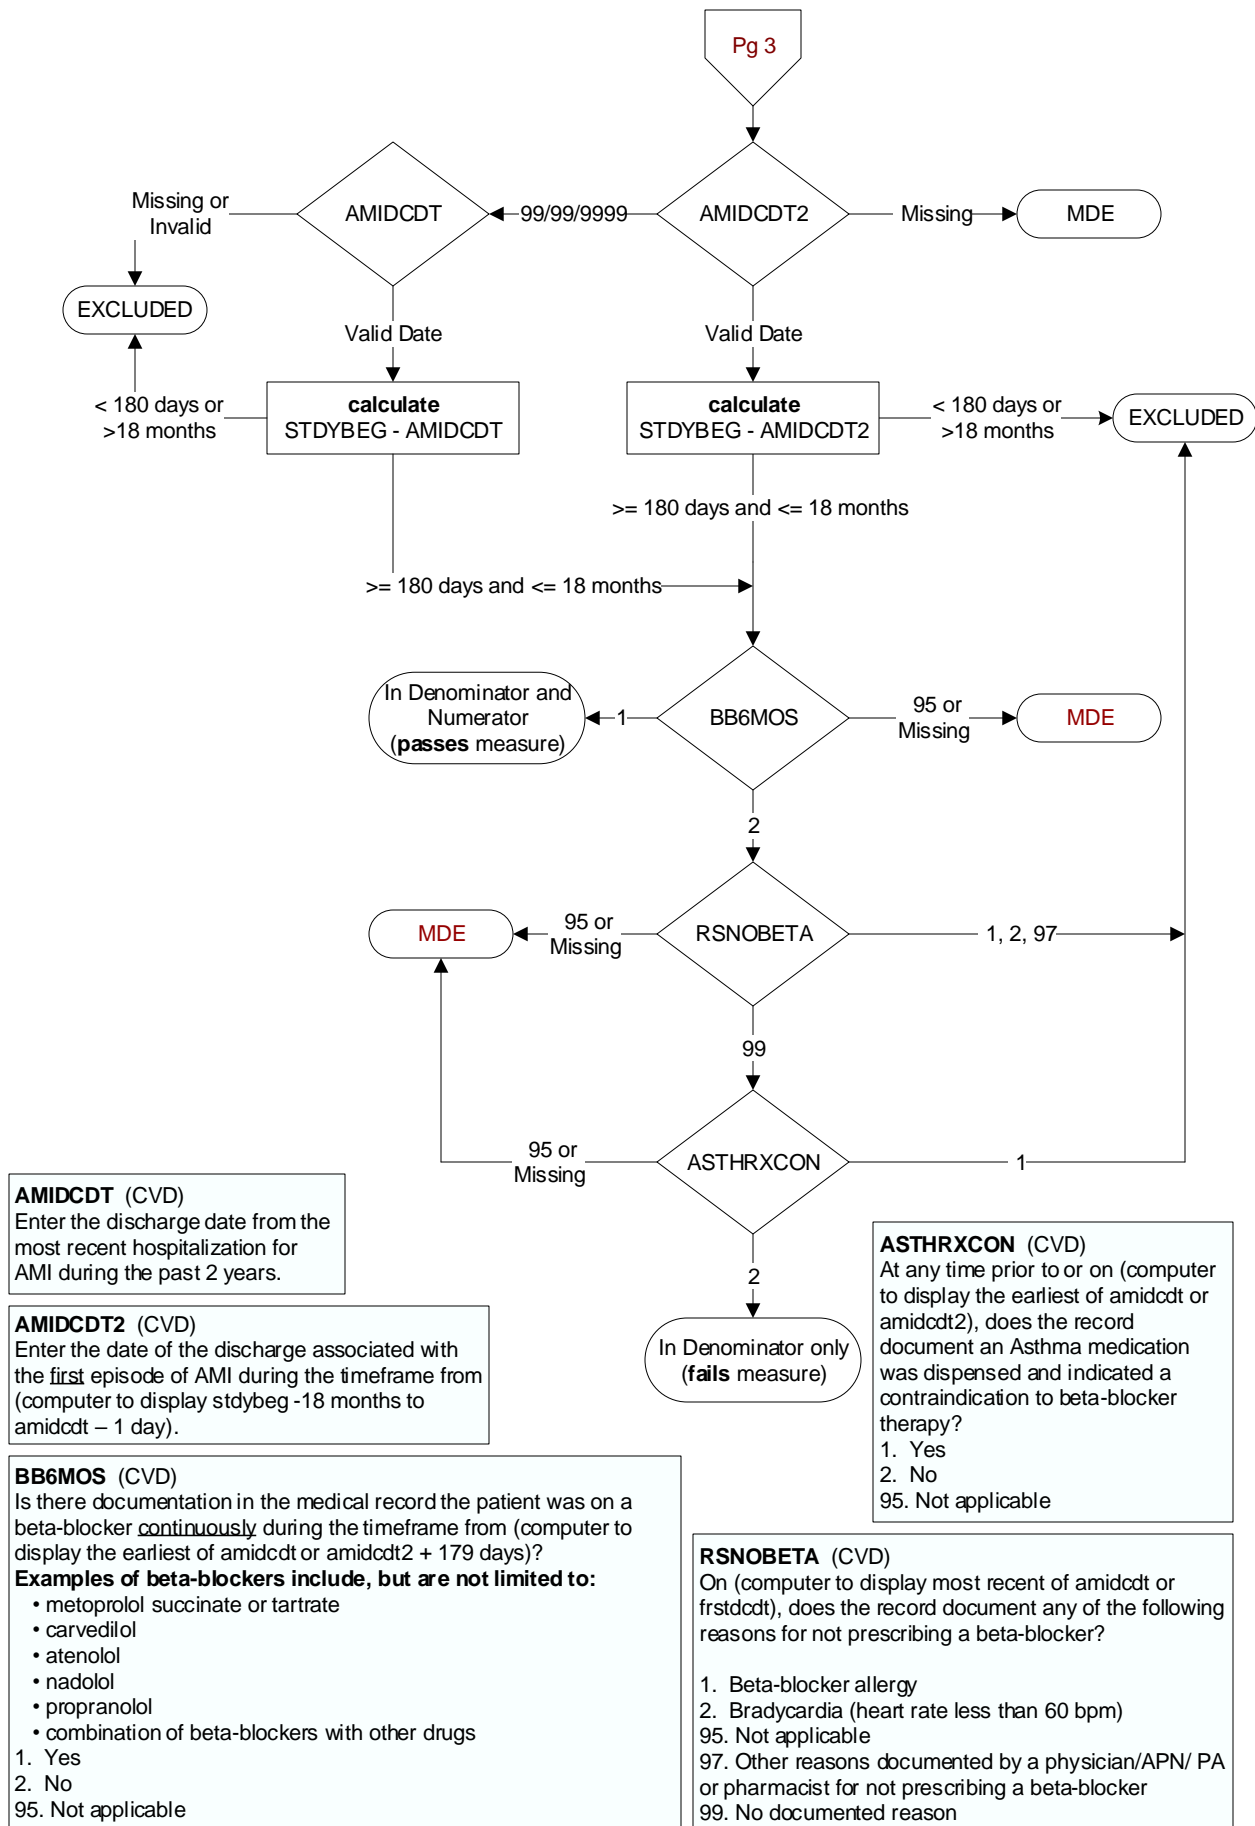 Pg 3
AMIDCDT
AMIDCDT2
99/99/9999
Missing
MDE
Missing or
Invalid
EXCLUDED
Valid Date
Valid Date
< 180 days or
>18 months
calculate
STDYBEG - AMIDCDT
calculate
STDYBEG - AMIDCDT2
< 180 days or
>18 months
EXCLUDED
>= 180 days and <= 18 months
>= 180 days and <= 18 months
In Denominator and
Numerator
(passes measure)
1
BB6MOS
95 or
Missing
MDE
2
MDE
95 or
Missing
RSNOBETA
1, 2, 97
99
95 or
Missing
ASTHRXCON
1
2
In Denominator only
(fails measure)
AMIDCDT (CVD)
Enter the discharge date from the
most recent hospitalization for
AMI during the past 2 years.
AMIDCDT2 (CVD)
Enter the date of the discharge associated with
the first episode of AMI during the timeframe from
(computer to display stdybeg -18 months to
amidcdt – 1 day).
ASTHRXCON (CVD)
At any time prior to or on (computer
to display the earliest of amidcdt or
amidcdt2), does the record
document an Asthma medication
was dispensed and indicated a
contraindication to beta-blocker
therapy?
1. Yes
2. No
95. Not applicable
BB6MOS (CVD)
Is there documentation in the medical record the patient was on a
beta-blocker continuously during the timeframe from (computer to
display the earliest of amidcdt or amidcdt2 + 179 days)?
Examples of beta-blockers include, but are not limited to:
• metoprolol succinate or tartrate
• carvedilol
• atenolol
• nadolol
• propranolol
• combination of beta-blockers with other drugs
1. Yes
2. No
95. Not applicable
RSNOBETA (CVD)
On (computer to display most recent of amidcdt or
frstdcdt), does the record document any of the following
reasons for not prescribing a beta-blocker?
1. Beta-blocker allergy
2. Bradycardia (heart rate less than 60 bpm)
95. Not applicable
97. Other reasons documented by a physician/APN/ PA
or pharmacist for not prescribing a beta-blocker
99. No documented reason